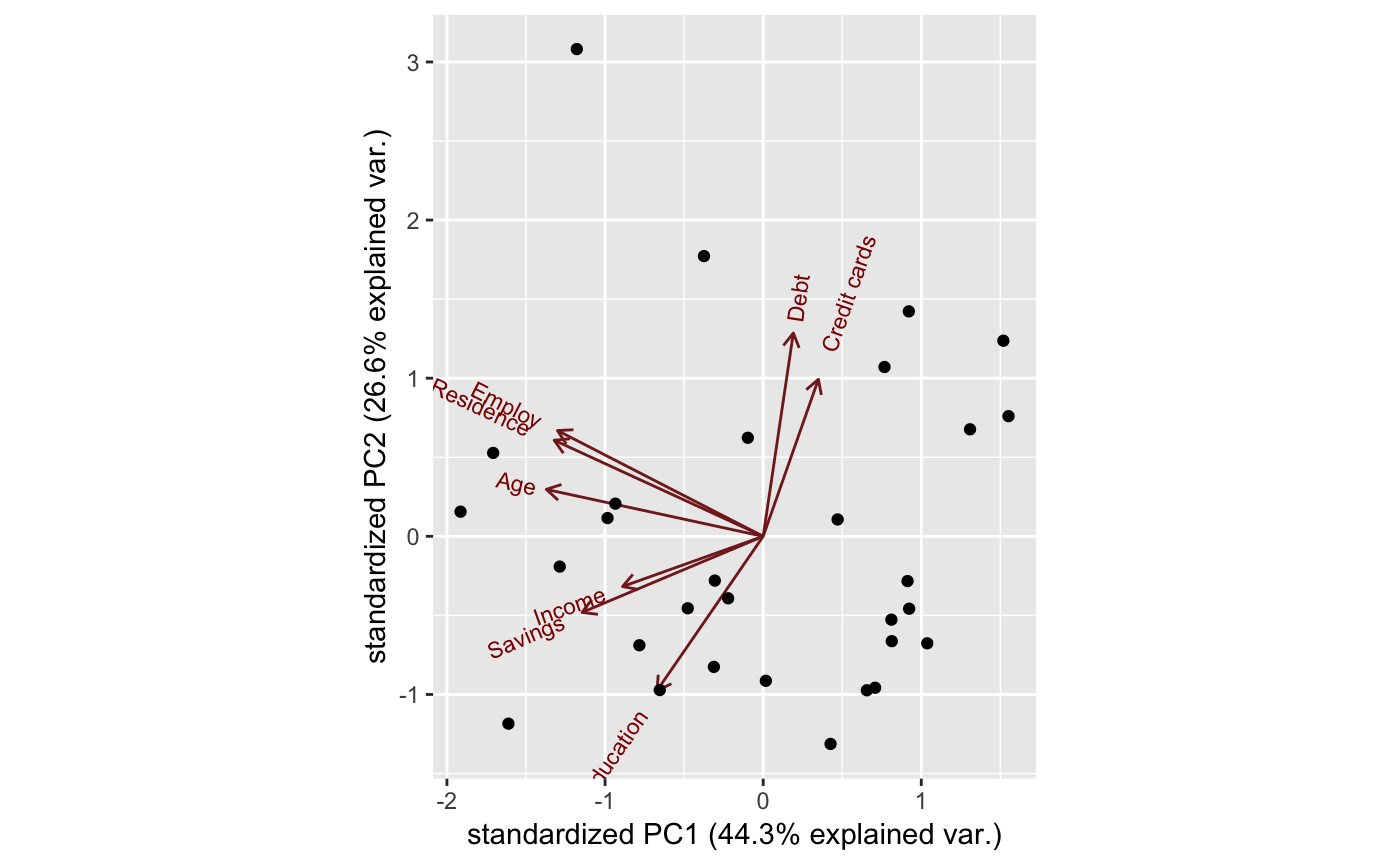 3
2
1
0
-1
standardized PC2 (26.6% explained var.)
Debt
Credit cards
Employ
Residence
Age
Income
Savings
ducation
-2
-1
0
1
standardized PC1 (44.3% explained var.)